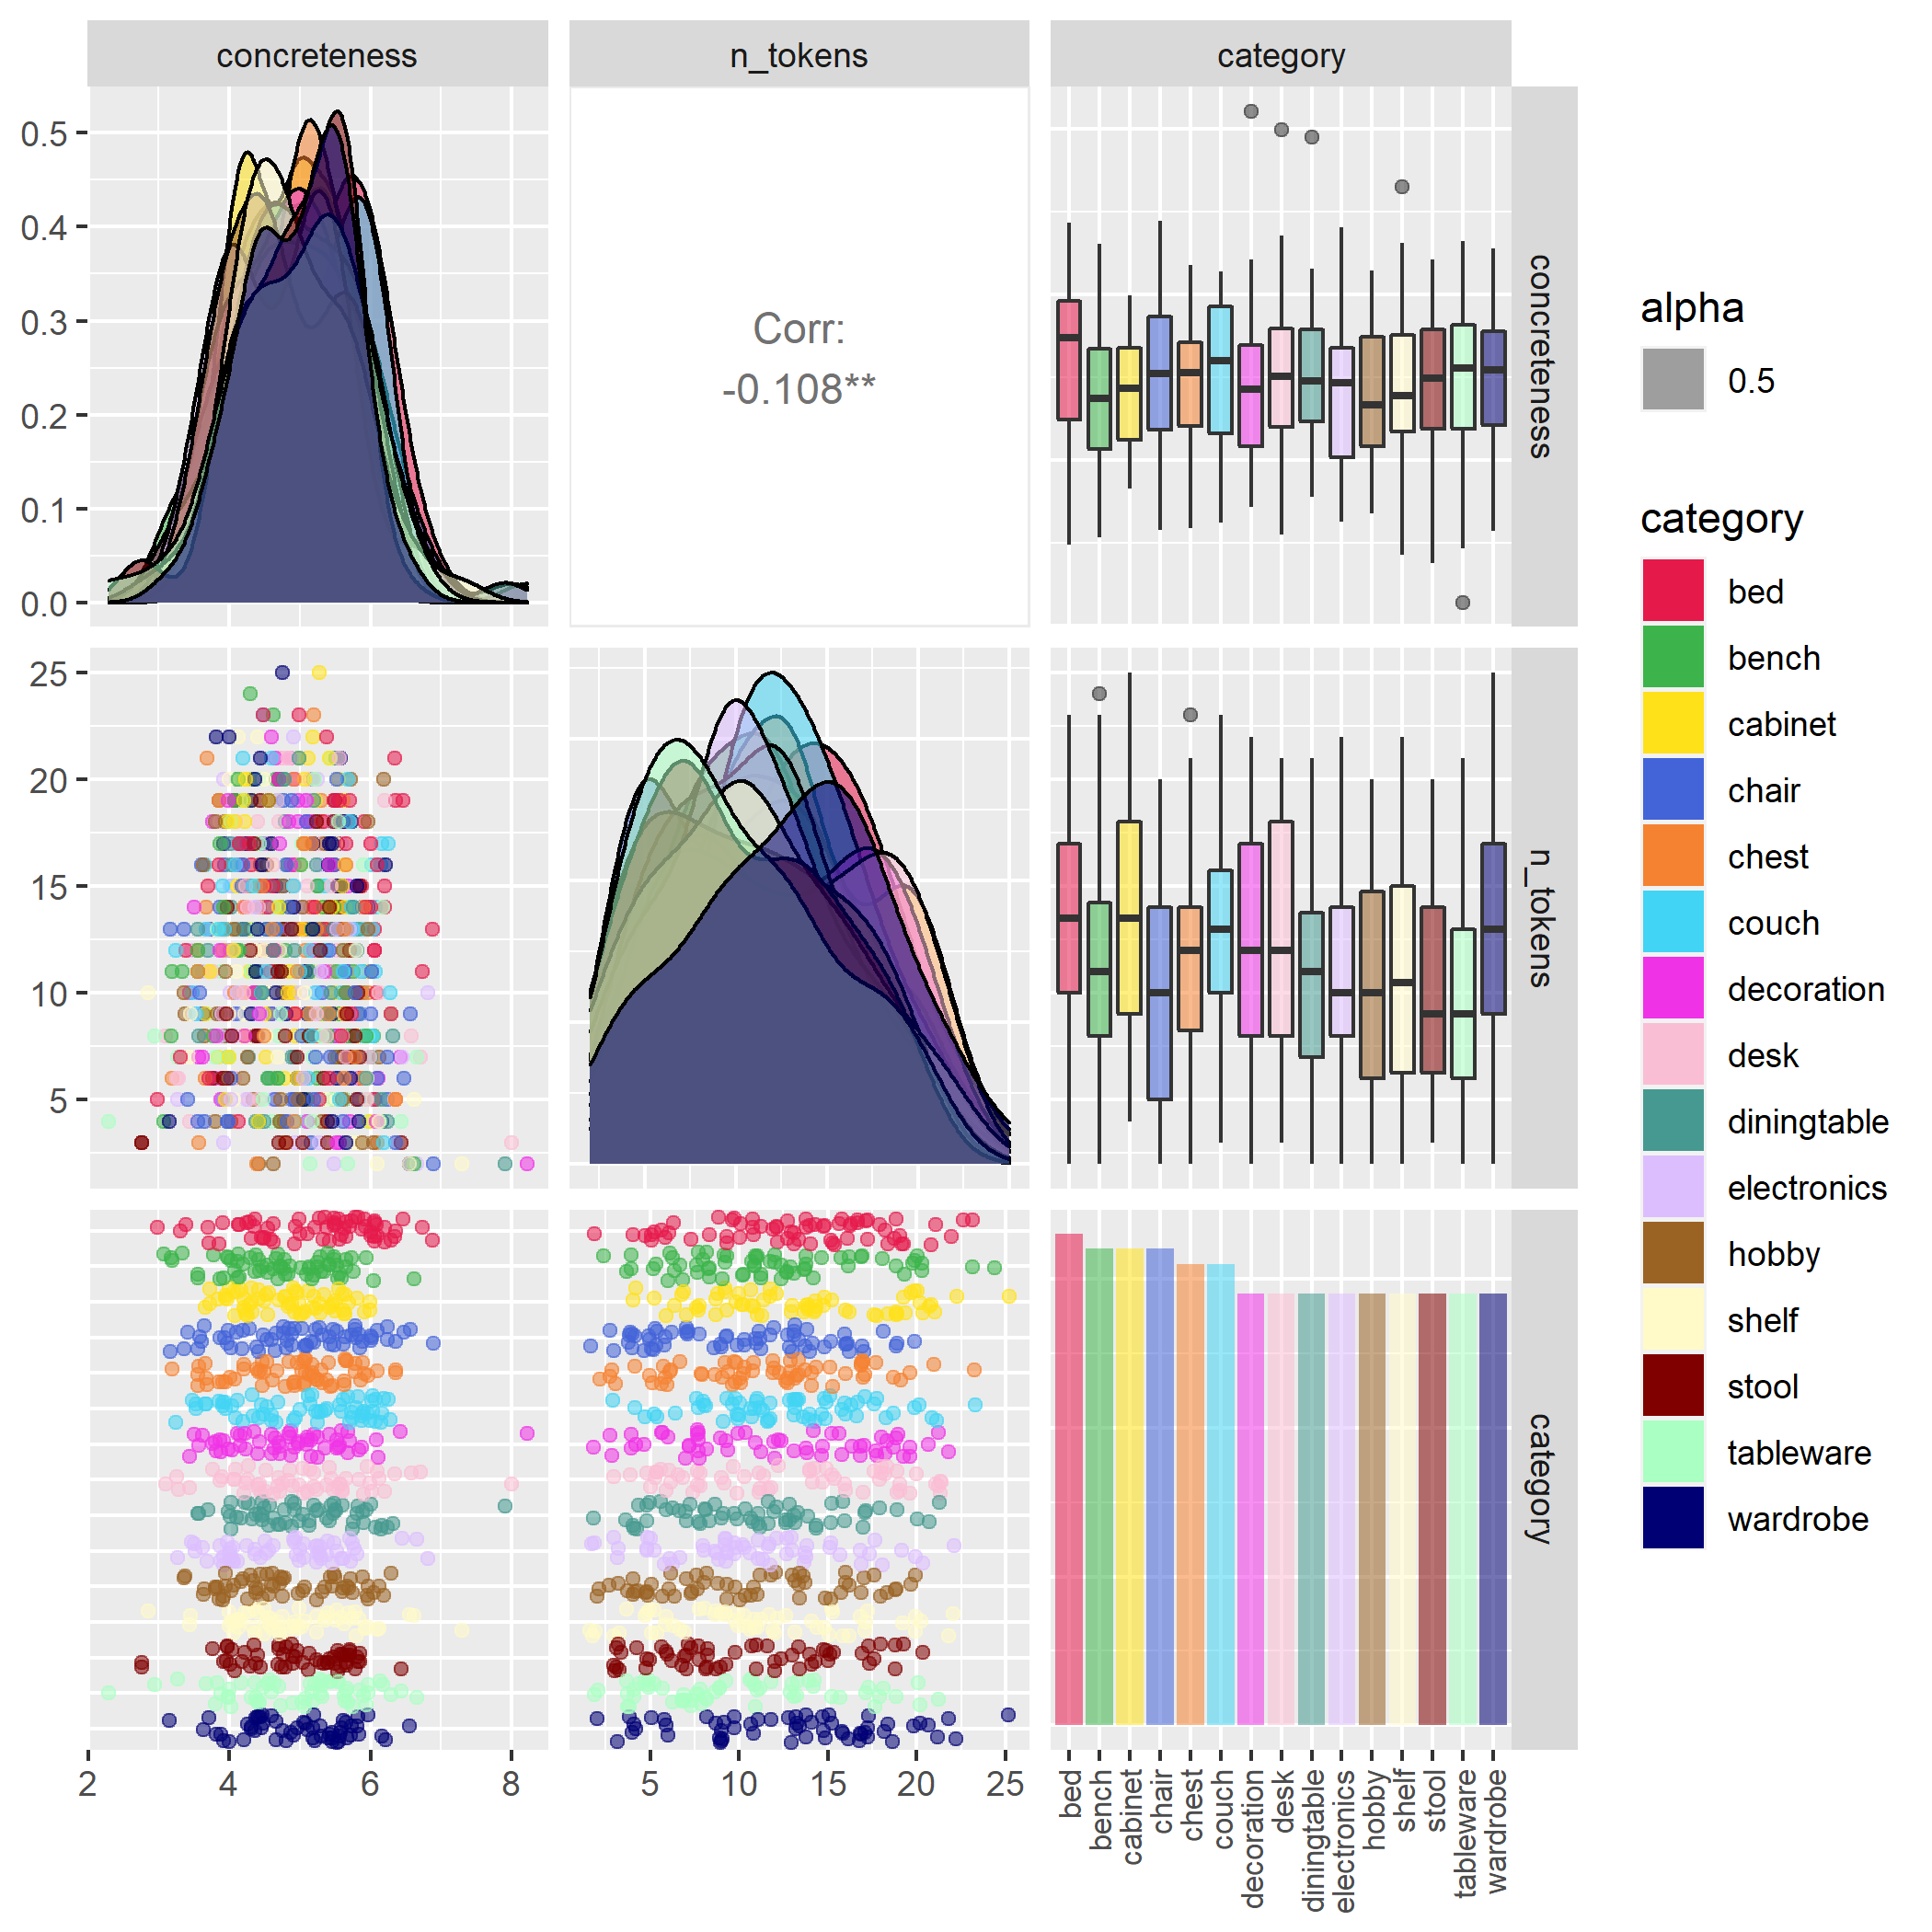 concreteness
n_tokens
category
0.5
0.4
0.3
0.2
0.1
0.0
Corr:
-0.108**
concreteness
25
20
15
10
5
n_tokens
category
2
4
6
8
5
10
15
20
25
bed
bench
cabinet
chair
chest
couch
decoration
desk
diningtable
electronics
hobby
shelf
stool
tableware
wardrobe
alpha
0.5
category
bed
bench
cabinet
chair
chest
couch
decoration
desk
diningtable
electronics
hobby
shelf
stool
tableware
wardrobe